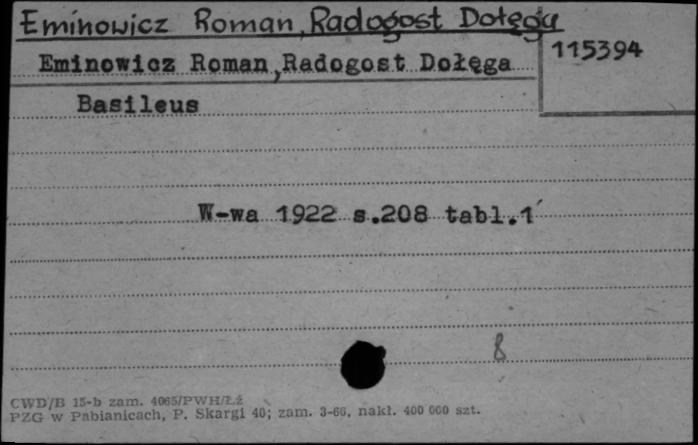 Eminowicz Roman, Radogost Dołęga
115394
Eminowicz Roman, Radogost Dołęga
Basileus
W-wa 1922 s.208 tabl.1
8
CWD/B 15-b zam. 4065/PWH/Łż
PZG w Pabianicach, P. Skargi 40; zam. 3-66, nakł. 400 000 szt.